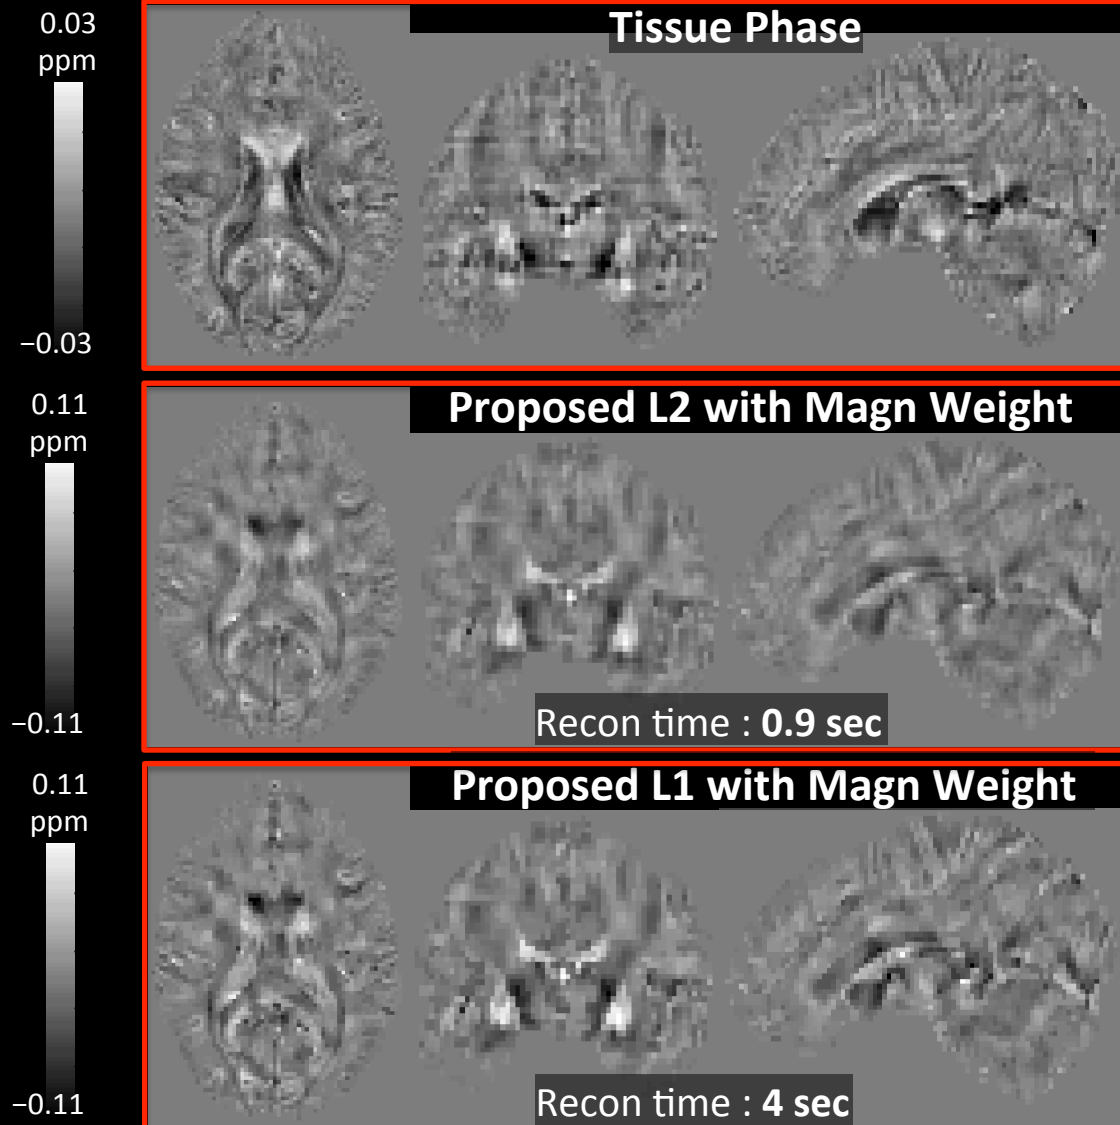 0.03
ppm
Tissue Phase
−0.03
0.11
ppm
Proposed L2 with Magn Weight
Recon time : 0.9 sec
−0.11
0.11
ppm
Proposed L1 with Magn Weight
Recon time : 4 sec
−0.11